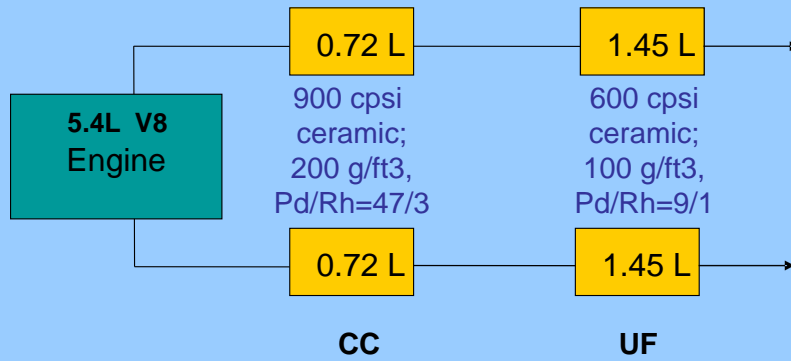 0.72 L
1.45 L
5.4L V8
Engine
900 cpsi
ceramic;
200 g/ft3,
Pd/Rh=47/3
600 cpsi
ceramic;
100 g/ft3,
Pd/Rh=9/1
0.72 L
1.45 L
CC
UF